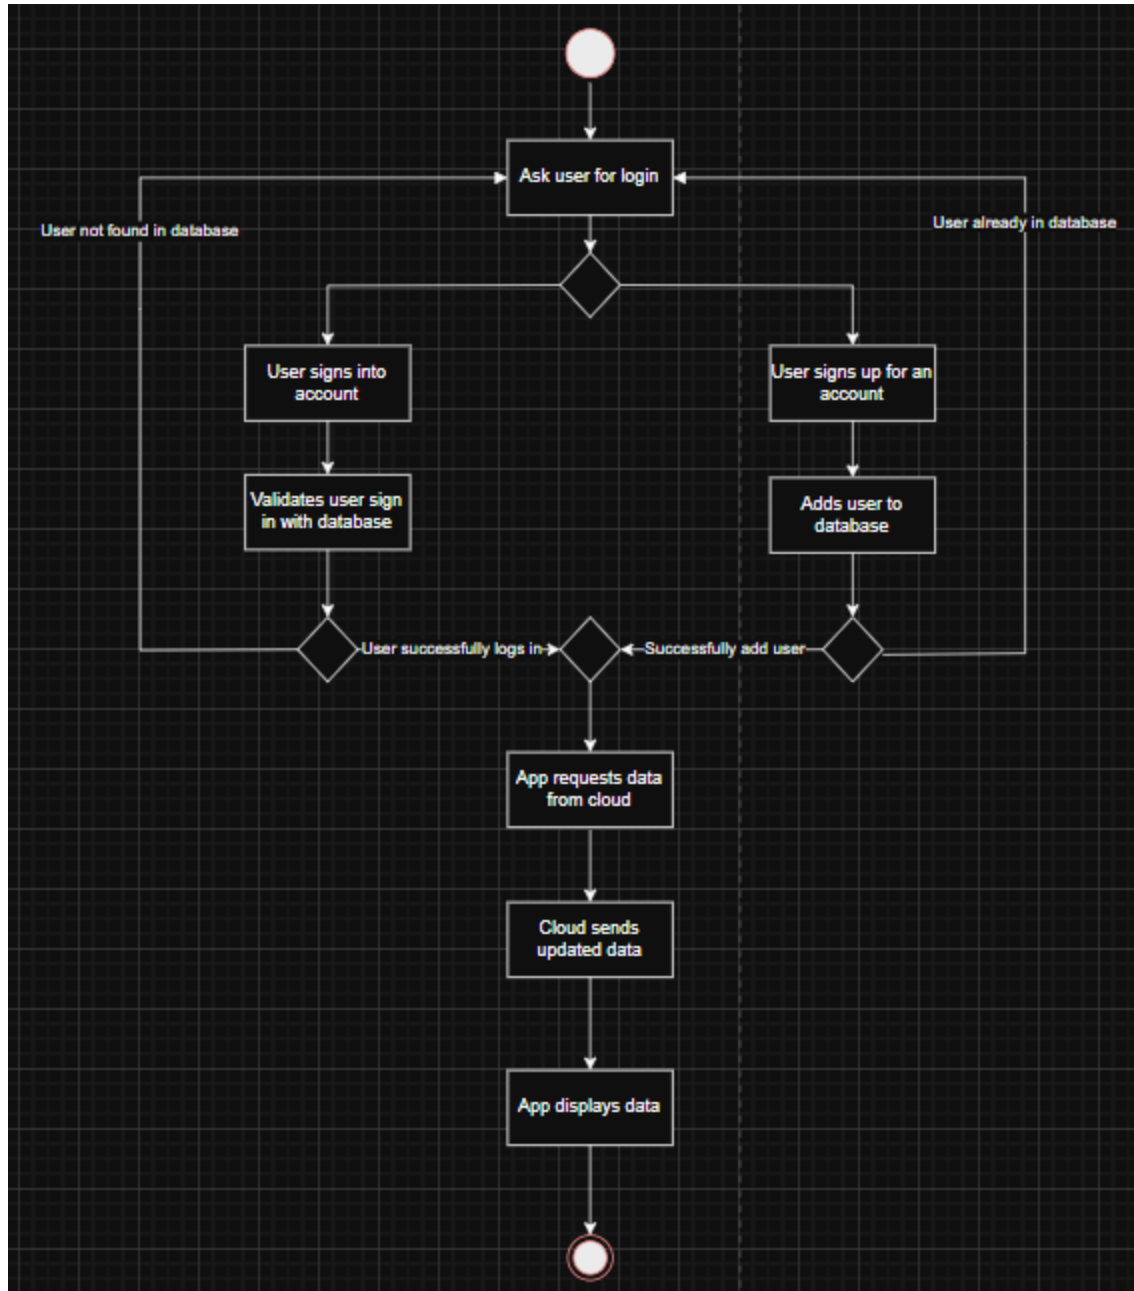 Ask user for login
User not found in database
User already in database
User signs into
account
User signs up for an
account
Validates user sign
in with database
Adds user to
database
User successfully logs in
Successfully add user
App requests data
from cloud
Cloud sends
updated data
App displays data